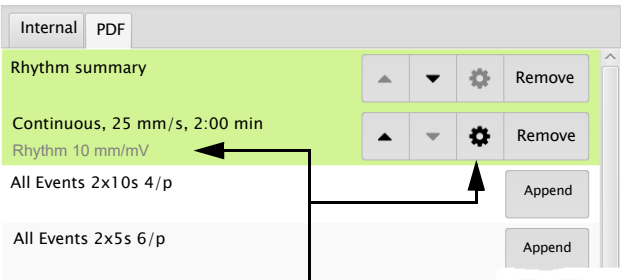 Internal PDF
Rhythm summary Remove
Continuous, 25 mm/s, 2:00 min
Rhythm 10 mm/mV Remove
All Events 2x10s 4/p Append
All Events 2x5s 6/p Append